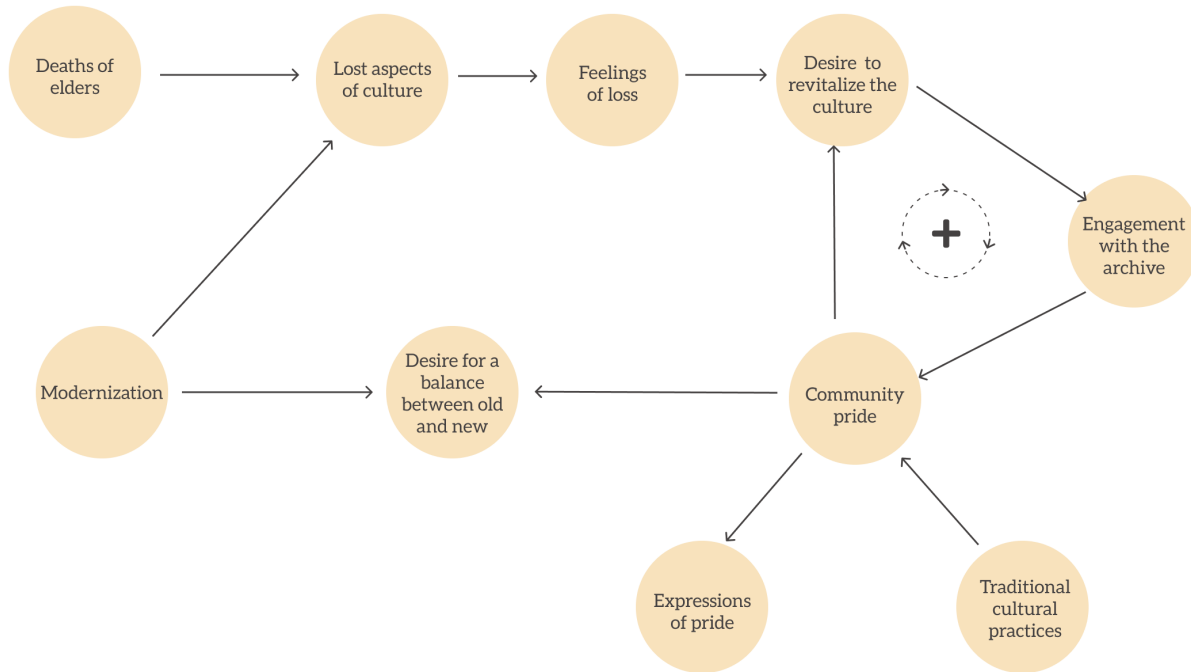 Deaths of
elders
Lost aspects
of culture
Feelings
of loss
Desire to
revitalize the
culture
Engagement
with the
archive
Modernization
Desire for a
balance
between old
and new
Community
pride
Expressions
of pride
Traditional
cultural
practices